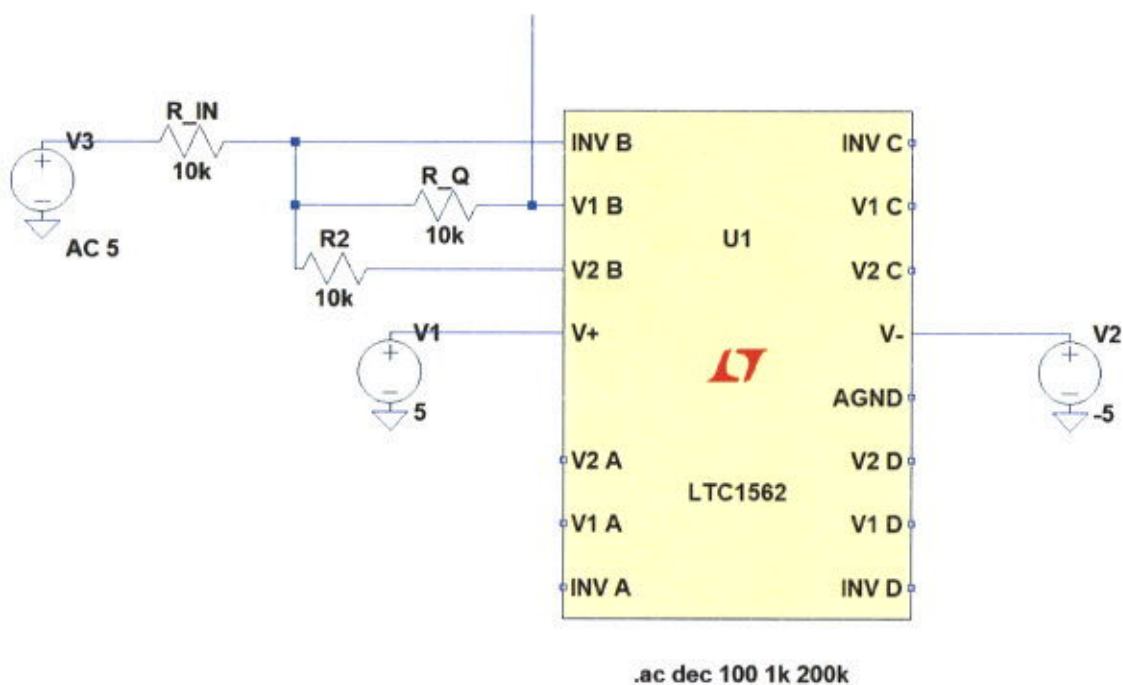 R_IN
V3
10k
INV B
INV C
R_Q
V1 B
V1 C
10k
U1
AC 5
R2
V2 B
V2 C
10k
V1
V+
V-
V2
5
AGND
-5
V2 A
V2 D
LTC1562
V1 A
V1 D
INV A
INV D
.ac dec 100 1k 200k